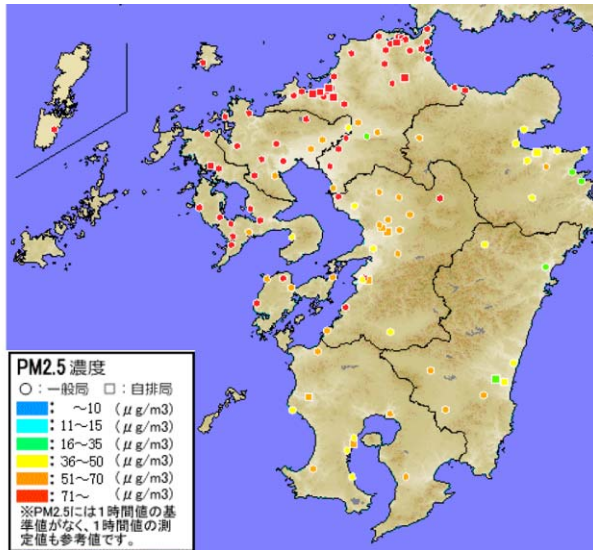 PM2.5 濃度
○：一般局 □：自排局
： ～10 (μg/m3)
： 11～15 (μg/m3)
： 16～35 (μg/m3)
： 36～50 (μg/m3)
： 51～70 (μg/m3)
： 71～ (μg/m3)
※PM2.5には1時間値の基
準値がなく、1時間値の測
定値も参考値です。